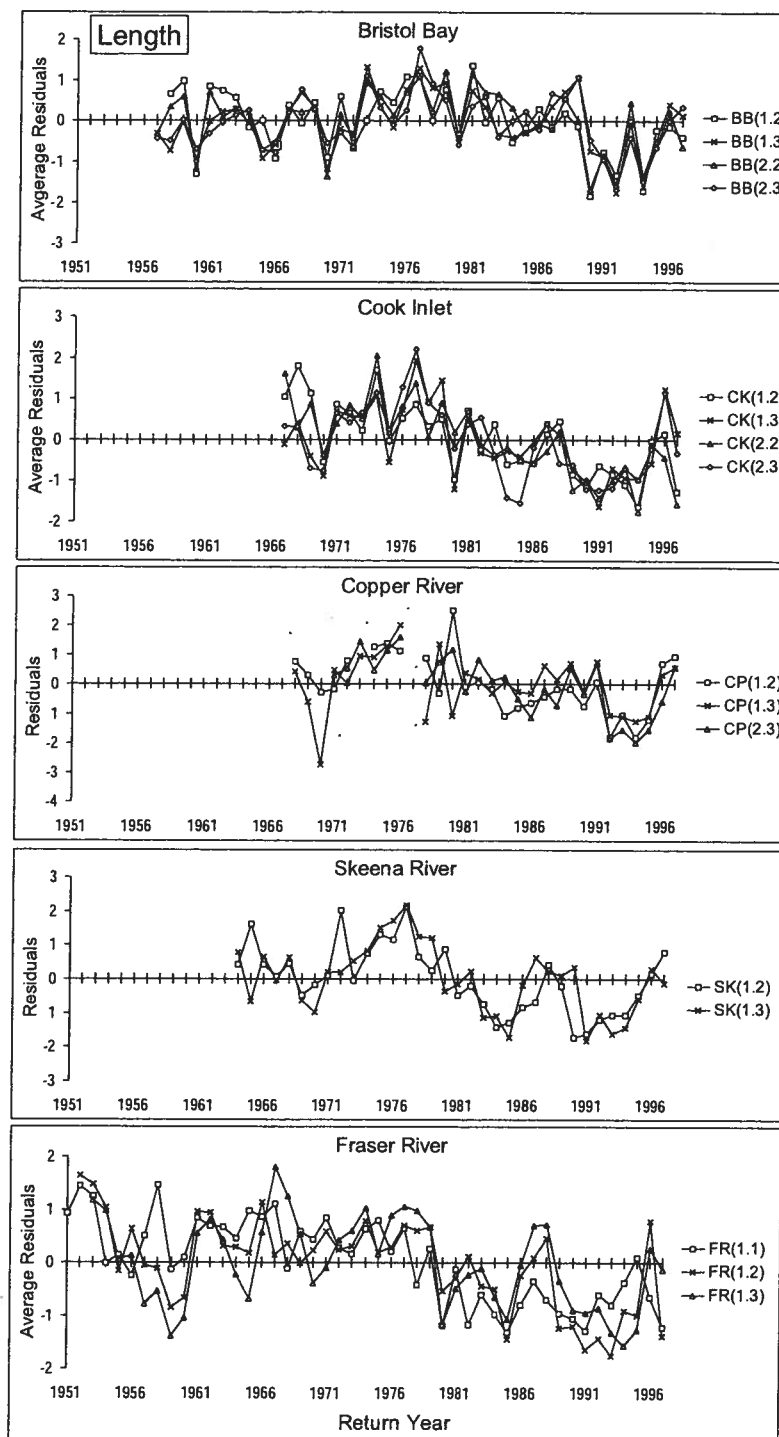 Length
Bristol Bay
Avgerage Residuals
2
1
0
-1
-2
-3
1951 1956 1961 1966 1971 1976 1981 1986 1991 1996
BB(1.2
BB(1.3
BB(2.2
BB(2.3
Cook Inlet
Average Residuals
3
2
1
0
-1
-2
1951 1956 1961 1966 1971 1976 1981 1986 1991 1996
CK(1.2
CK(1.3
CK(2.2
CK(2.3
Copper River
Residuals
3
2
1
0
-1
-2
-3
-4
1951 1956 1961 1966 1971 1976 1981 1986 1991 1996
CP(1.2)
CP(1.3)
CP(2.3)
Skeena River
Residuals
3
2
1
0
-1
-2
-3
1951 1956 1961 1966 1971 1976 1981 1986 1991 1996
SK(1.2)
SK(1.3)
Fraser River
Average Residuals
2
1
0
-1
-2
1951 1956 1961 1966 1971 1976 1981 1986 1991 1996
FR(1.1)
FR(1.2)
FR(1.3)
Return Year